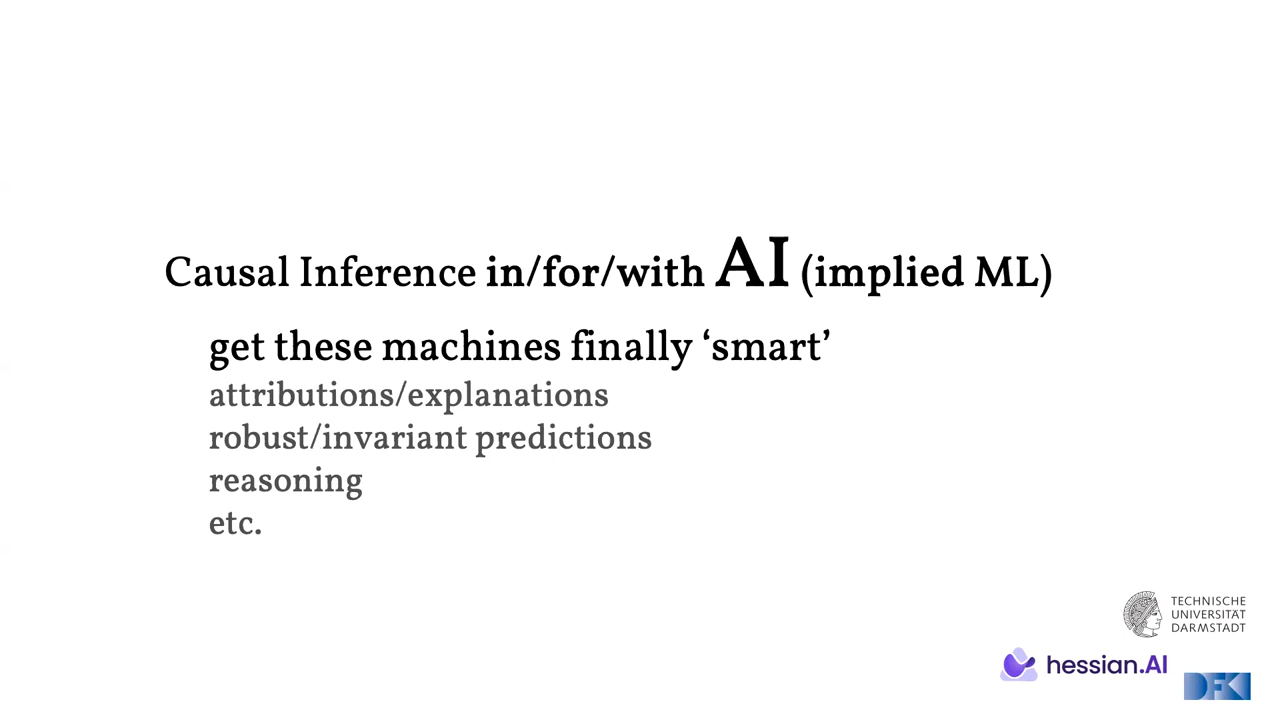 Causal Inference in/for/with AI (implied ML)
get these machines finally ‘smart’
attributions/explanations
robust/invariant predictions
reasoning
etc.
TECHNISCHE
UNIVERSITÄT
DARMSTADT
hessian.AI
DFKI